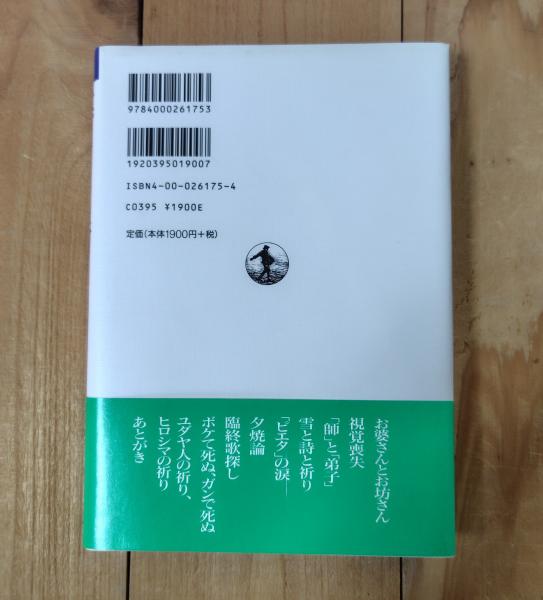 9784000261753
1920395019007
ISBN4-00-026175-4
C0395 ¥1900E
定価(本体1900円+税)
お婆さんとお坊さん
視覚喪失
「師」と「弟子」
雪と詩と祈り
「ピエタ」の涙——
夕焼論
臨終歌探し
ボケて死ぬ、ガンで死ぬ
ユダヤ人の祈り、
ヒロシマの祈り
あとがき